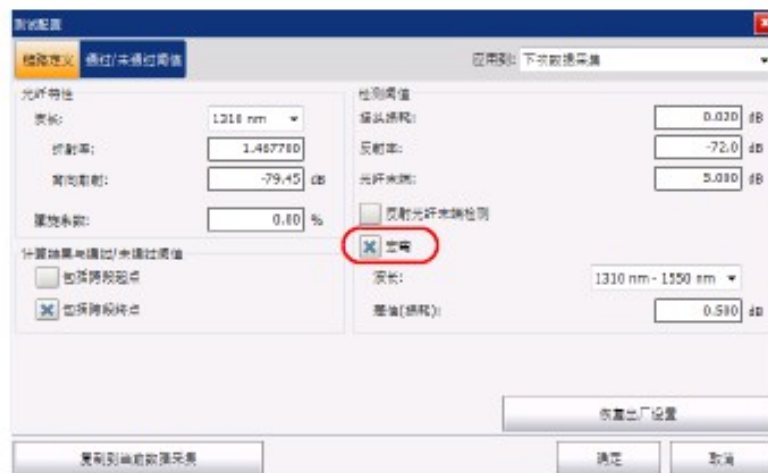 测试配置
链路定义 通过/未通过阈值
应用到: 下次数据采集
光纤特性
波长: 1310 nm
折射率: 1.467700
背向散射: -79.45 dB
螺旋系数: 0.00 %
计算结果与通过/未通过阈值
包括跨段起点
包括跨段终点
检测阈值
接头损耗: 0.020 dB
反射率: -72.0 dB
光纤末端: 5.000 dB
反射光纤末端检测
宏弯
波长: 1310 nm - 1550 nm
差值(损耗): 0.500 dB
恢复出厂设置
复制到当前数据采集
确定 取消